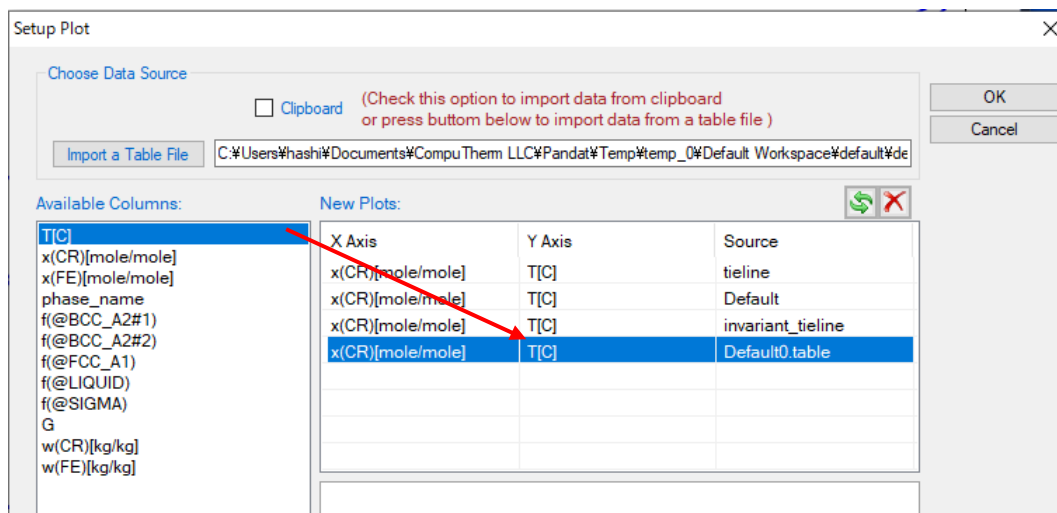 Setup Plot
Choose Data Source
Clipboard
(Check this option to import data from clipboard
or press buttom below to import data from a table file )
OK
Cancel
Import a Table File
C:¥Users¥hashi¥Documents¥CompuTherm LLC¥Pandat¥Temp¥temp_0¥Default Workspace¥default¥de
Available Columns:
New Plots:
T[C]
x(CR)[mole/mole]
x(FE)[mole/mole]
phase_name
f(@BCC_A2#1)
f(@BCC_A2#2)
f(@FCC_A1)
f(@LIQUID)
f(@SIGMA)
G
w(CR)[kg/kg]
w(FE)[kg/kg]
X Axis Y Axis Source
x(CR)[mole/mole] T[C] tieline
x(CR)[mole/mole] T[C] Default
x(CR)[mole/mole] T[C] invariant_tieline
x(CR)[mole/mole] T[C] Default0.table